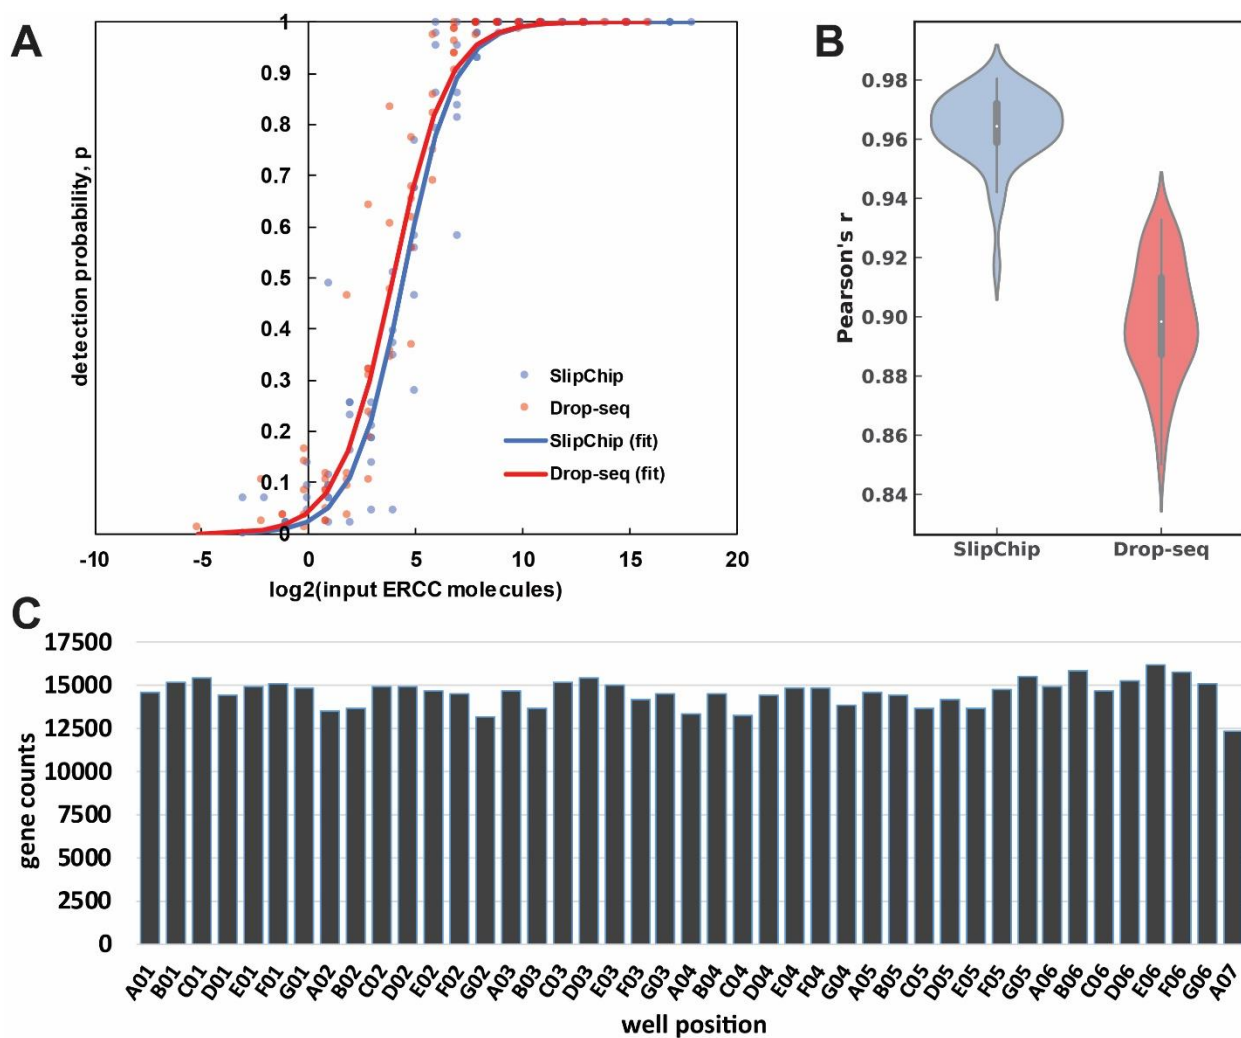 A
detection probability, p
1
0.9
0.8
0.7
0.6
0.5
0.4
0.3
0.2
0.1
0
-10
-5
0
5
10
15
20
log2(input ERCC molecules)
SlipChip
Drop-seq
SlipChip (fit)
Drop-seq (fit)
B
Pearson's r
0.98
0.96
0.94
0.92
0.90
0.88
0.86
0.84
SlipChip
Drop-seq
C
gene counts
17500
15000
12500
10000
7500
5000
2500
0
A01
B01
C01
D01
E01
F01
G01
A02
B02
C02
D02
E02
F02
G02
A03
B03
C03
D03
E03
F03
G03
A04
B04
C04
D04
E04
F04
G04
A05
B05
C05
D05
E05
F05
G05
A06
B06
C06
D06
E06
F06
G06
A07
well position